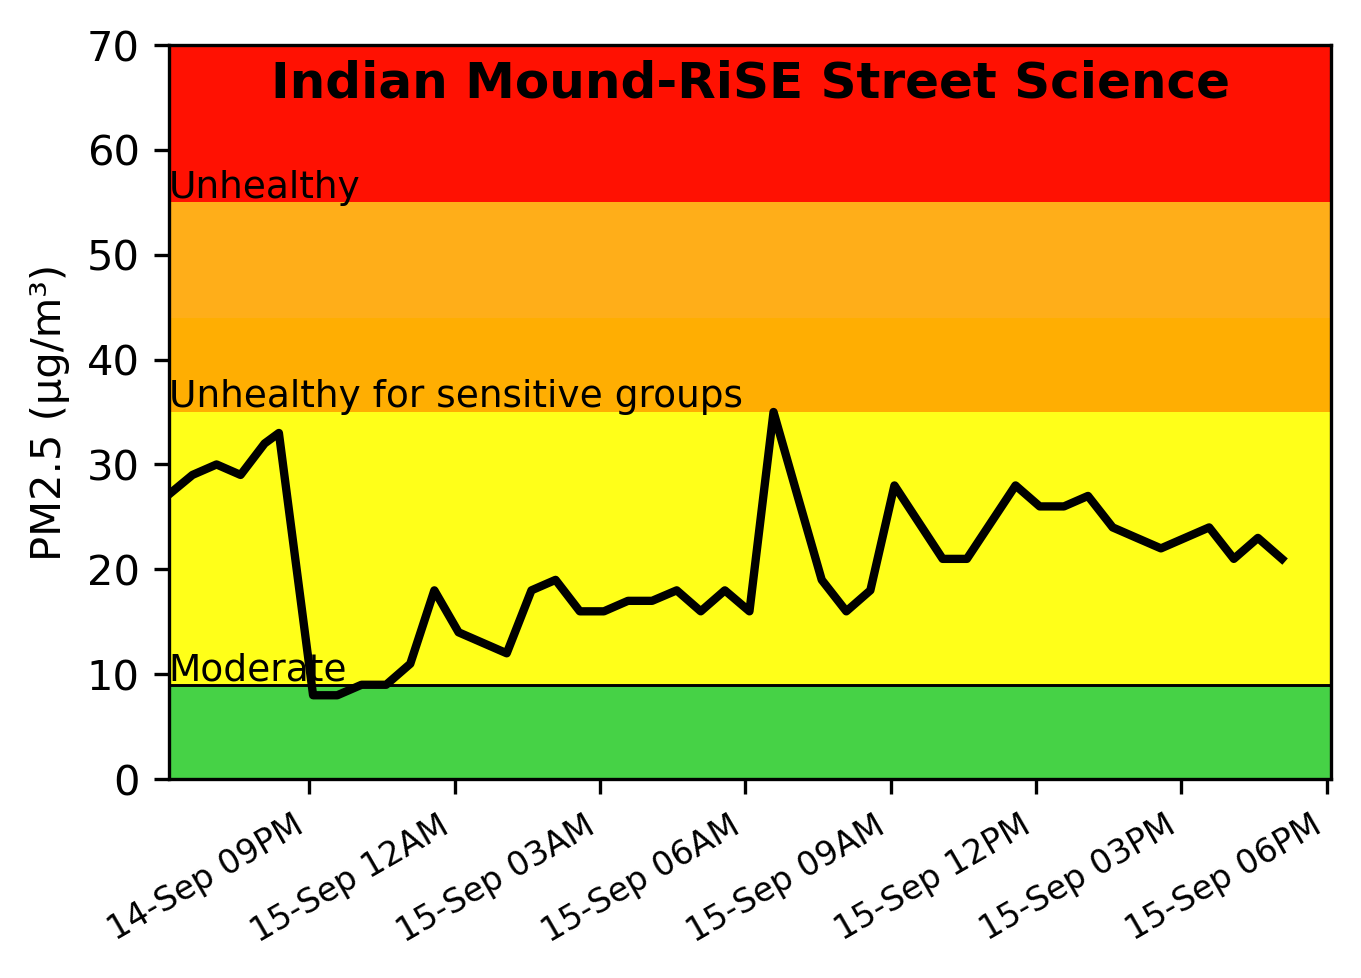 Indian Mound-RiSE Street Science
70
60
50
40
30
20
10
0
PM2.5 (µg/m³)
Unhealthy
Unhealthy for sensitive groups
Moderate
14-Sep 09PM
15-Sep 12AM
15-Sep 03AM
15-Sep 06AM
15-Sep 09AM
15-Sep 12PM
15-Sep 03PM
15-Sep 06PM